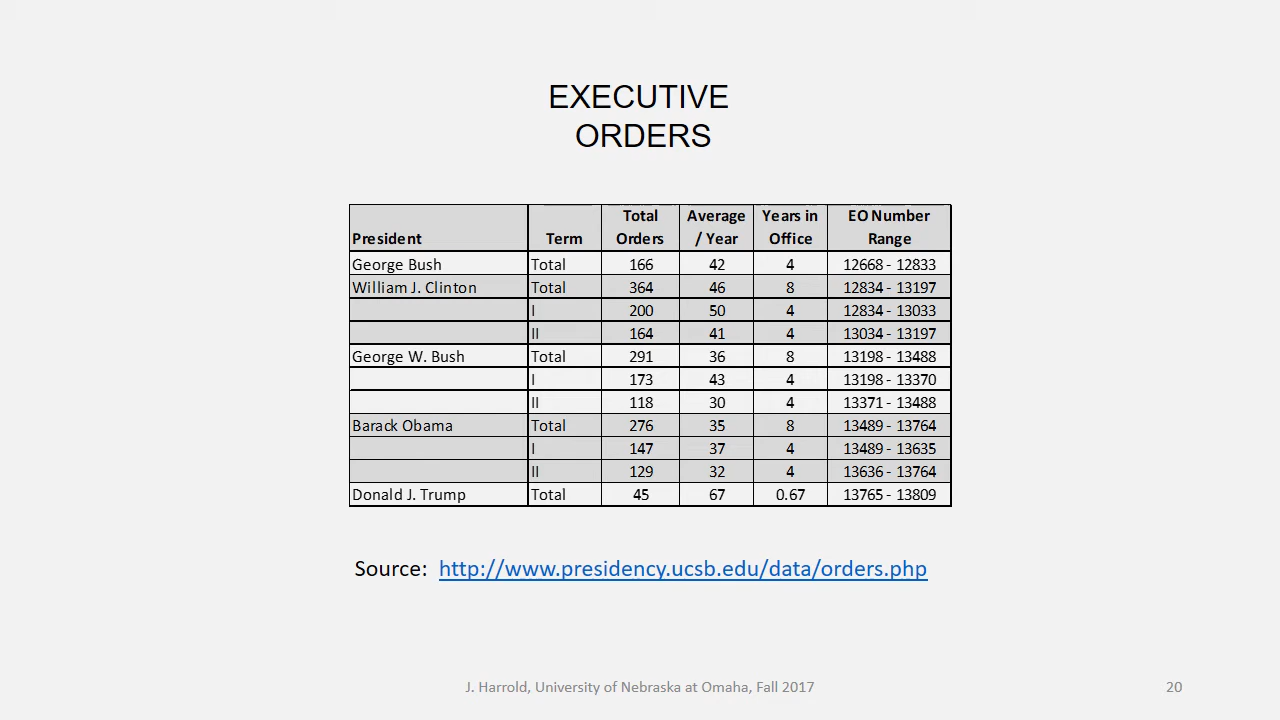 EXECUTIVE
ORDERS
President Term Total Orders Average / Year Years in Office EO Number Range
George Bush Total 166 42 4 12668 - 12833
William J. Clinton Total 364 46 8 12834 - 13197
I 200 50 4 12834 - 13033
II 164 41 4 13034 - 13197
George W. Bush Total 291 36 8 13198 - 13488
I 173 43 4 13198 - 13370
II 118 30 4 13371 - 13488
Barack Obama Total 276 35 8 13489 - 13764
I 147 37 4 13489 - 13635
II 129 32 4 13636 - 13764
Donald J. Trump Total 45 67 0.67 13765 - 13809
Source: http://www.presidency.ucsb.edu/data/orders.php
J. Harrold, University of Nebraska at Omaha, Fall 2017 20